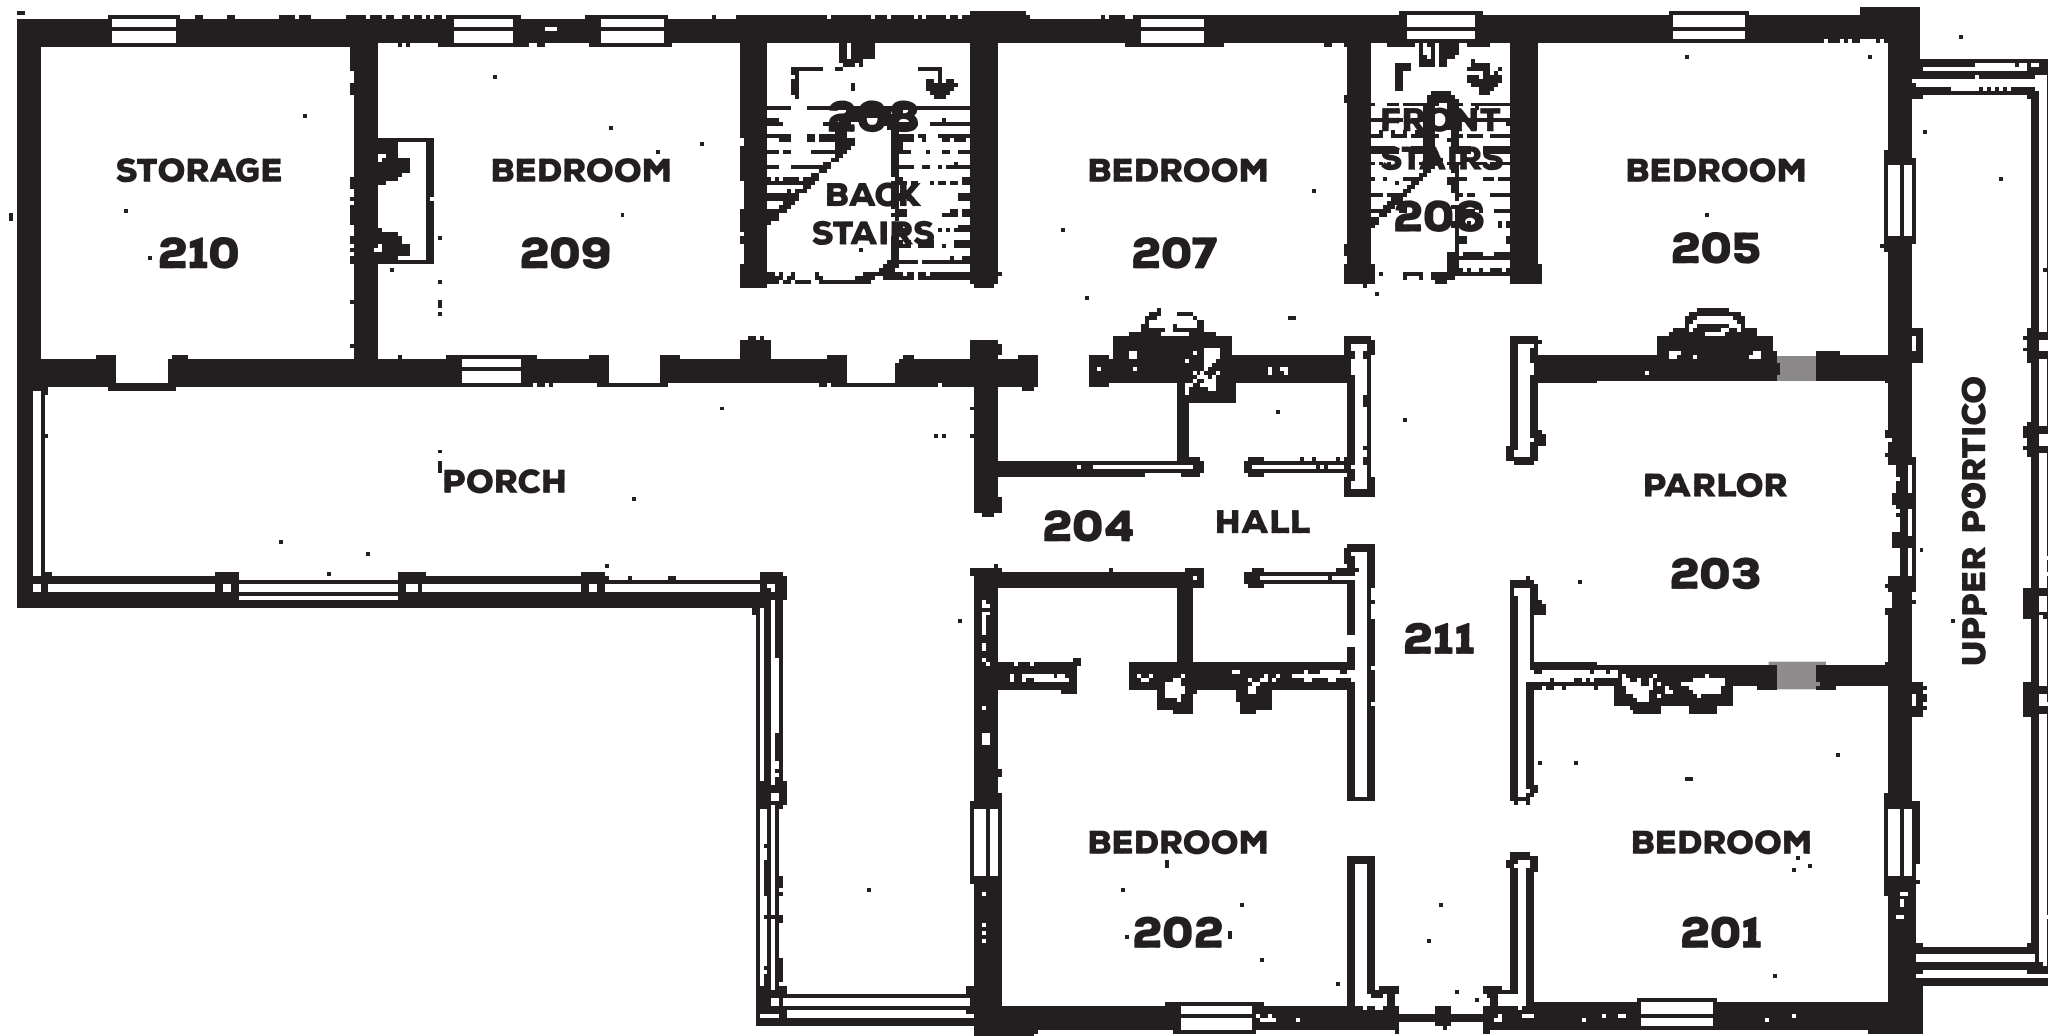 STORAGE
210
BEDROOM
209
208
BACK
STAIRS
BEDROOM
207
FRONT
STAIRS
206
BEDROOM
205
PORCH
204
HALL
PARLOR
203
UPPER PORTICO
211
BEDROOM
202
BEDROOM
201